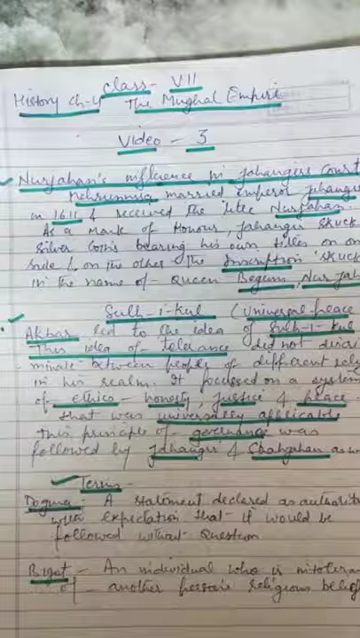 Class - VII
History ch-4 The Mughal Empire
Video - 3
Nurjahan's influence in Jahangir's Court
Mehrunnisa married emperor Jahangi
in 1611 & received the title Nurjahan.
As a mark of Honour, Jahangir struck
Silver Coins bearing his own titles on on
side & on the other the Inscription 'struck
in the name of Queen Begum, Nur Jah
Sulh-i-kul (Universal peace
Akbar led to the idea of Sulh-i-kul
This idea of tolerance did not discri
minate between people of different reli
in his realm. It focussed on a system
of ethics - honesty justice & peace
that was universally applicable
This principle of governance was
followed by Jahangir & Shahjahan as w
Terms -
Dogma - A statement declared as authorit
with expectation that it would be
followed without Question
Bigot - An individual who is intoleran
of another person's religious belief